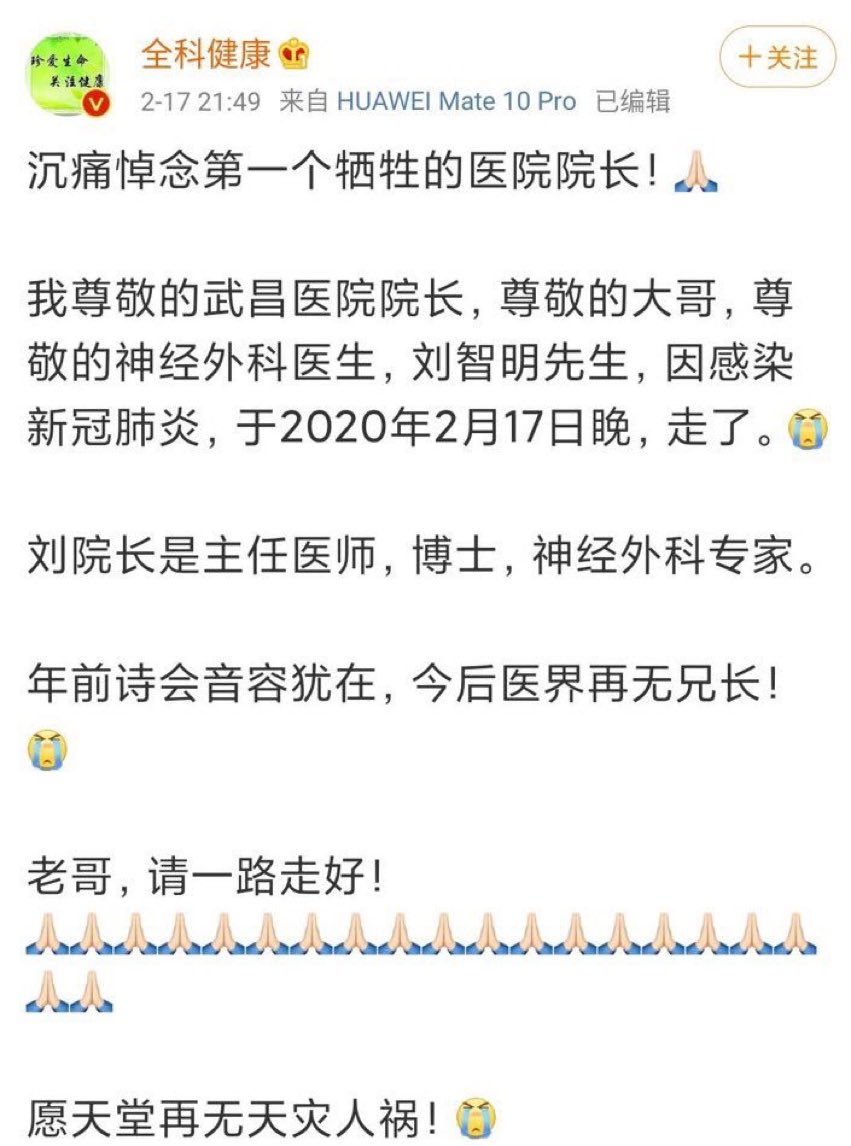 全科健康
珍爱生命
关注健康
+关注
2-17 21:49 来自 HUAWEI Mate 10 Pro 已编辑
沉痛悼念第一个牺牲的医院院长！🙏🏻
我尊敬的武昌医院院长，尊敬的大哥，尊
敬的神经外科医生，刘智明先生，因感染
新冠肺炎，于2020年2月17日晚，走了。😭
刘院长是主任医师，博士，神经外科专家。
年前诗会音容犹在，今后医界再无兄长！
😭
老哥，请一路走好！
🙏🏻🙏🏻🙏🏻🙏🏻🙏🏻🙏🏻🙏🏻🙏🏻🙏🏻🙏🏻🙏🏻🙏🏻🙏🏻🙏🏻🙏🏻🙏🏻🙏🏻🙏🏻
🙏🏻🙏🏻
愿天堂再无天灾人祸！😭